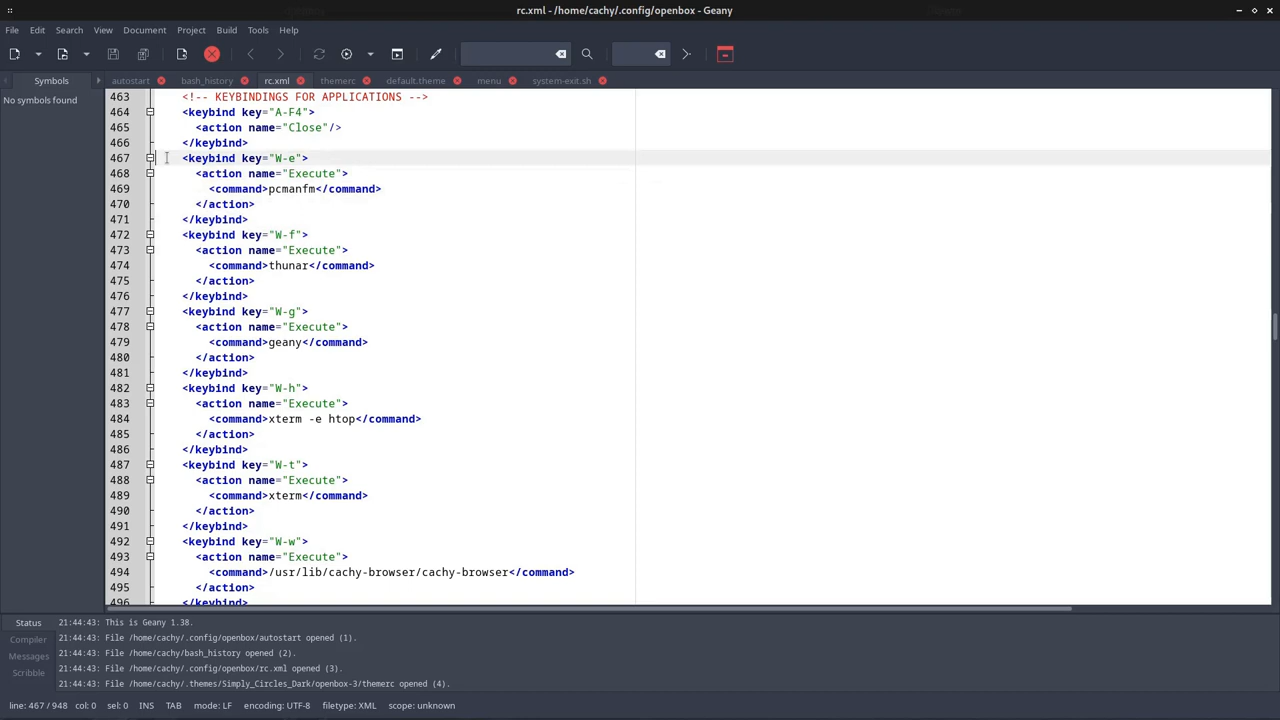 rc.xml - /home/cachy/.config/openbox - Geany
File Edit Search View Document Project Build Tools Help
Symbols
No symbols found
autostart bash_history rc.xml themerc default.theme menu system-exit.sh
463 <!-- KEYBINDINGS FOR APPLICATIONS -->
464 <keybind key="A-F4">
465 <action name="Close"/>
466 </keybind>
467 <keybind key="W-e">
468 <action name="Execute">
469 <command>pcmanfm</command>
470 </action>
471 </keybind>
472 <keybind key="W-f">
473 <action name="Execute">
474 <command>thunar</command>
475 </action>
476 </keybind>
477 <keybind key="W-g">
478 <action name="Execute">
479 <command>geany</command>
480 </action>
481 </keybind>
482 <keybind key="W-h">
483 <action name="Execute">
484 <command>xterm -e htop</command>
485 </action>
486 </keybind>
487 <keybind key="W-t">
488 <action name="Execute">
489 <command>xterm</command>
490 </action>
491 </keybind>
492 <keybind key="W-w">
493 <action name="Execute">
494 <command>/usr/lib/cachy-browser/cachy-browser</command>
495 </action>
496 </keybind>
Status
Compiler
Messages
Scribble
21:44:43: This is Geany 1.38.
21:44:43: File /home/cachy/.config/openbox/autostart opened (1).
21:44:43: File /home/cachy/bash_history opened (2).
21:44:43: File /home/cachy/.config/openbox/rc.xml opened (3).
21:44:43: File /home/cachy/.themes/Simply_Circles_Dark/openbox-3/themerc opened (4).
line: 467 / 948 col: 0 sel: 0 INS TAB mode: LF encoding: UTF-8 filetype: XML scope: unknown